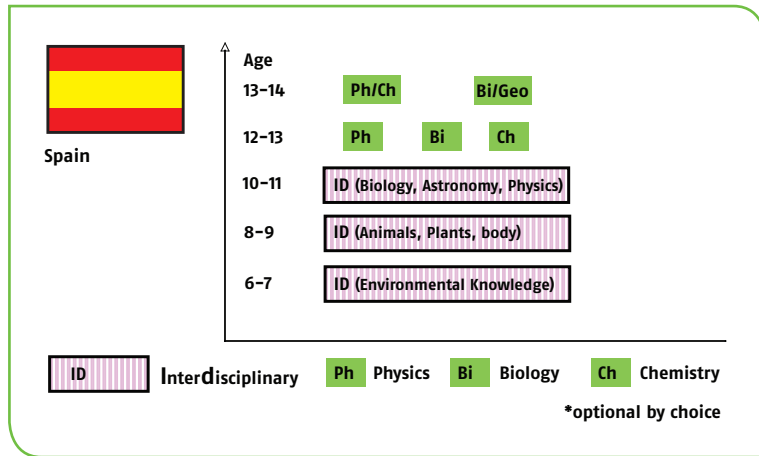 Spain
Age
13–14 Ph/Ch Bi/Geo
12–13 Ph Bi Ch
10–11 ID (Biology, Astronomy, Physics)
8–9 ID (Animals, Plants, body)
6–7 ID (Environmental Knowledge)
ID Interdisciplinary Ph Physics Bi Biology Ch Chemistry
*optional by choice